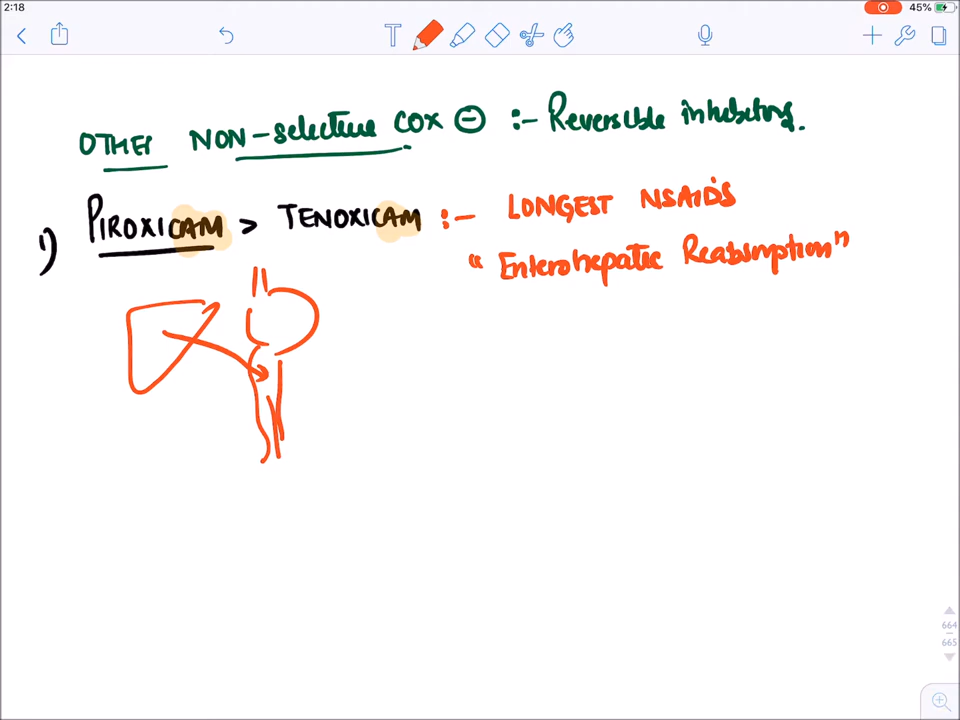 2:18
45%
T
OTHER NON-selective COX ⊖ :- Reversible inhibitors.
1) PIROXICAM > TENOXICAM :- LONGEST NSAIDS
"Enterohepatic Reabsorption"
664
665